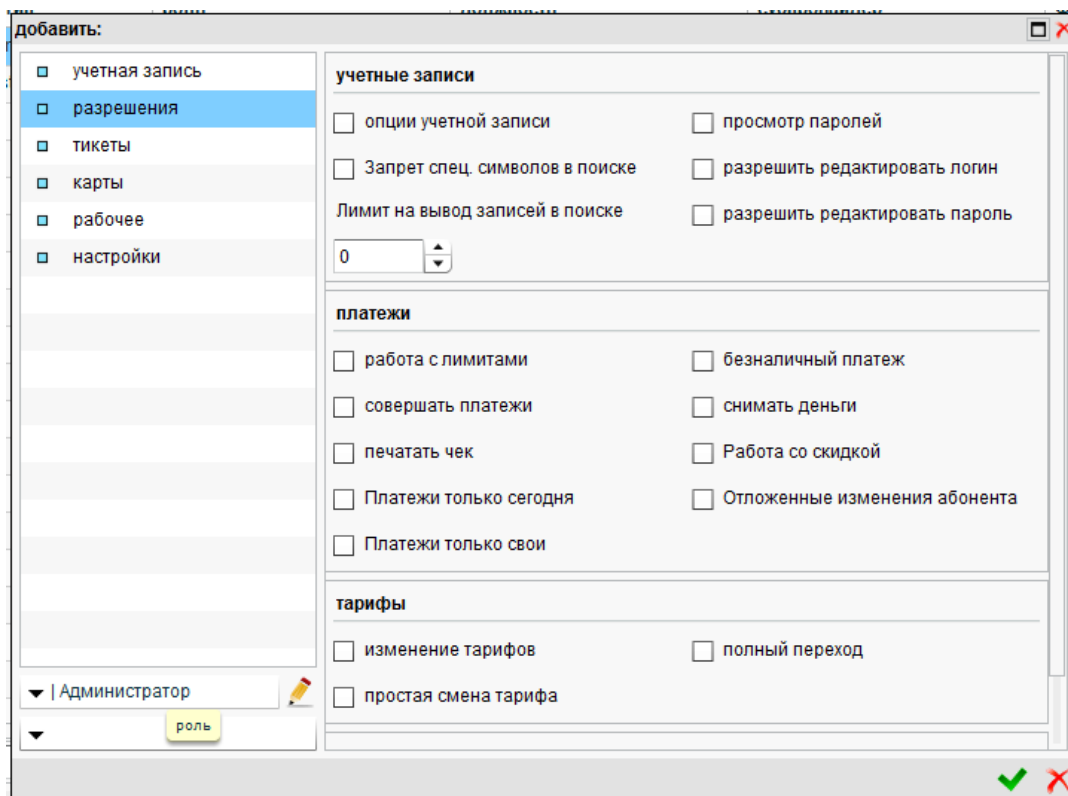 добавить:
учетная запись
разрешения
тикеты
карты
рабочее
настройки
учетные записи
опции учетной записи
просмотр паролей
Запрет спец. символов в поиске
разрешить редактировать логин
Лимит на вывод записей в поиске
разрешить редактировать пароль
0
платежи
работа с лимитами
безналичный платеж
совершать платежи
снимать деньги
печатать чек
Работа со скидкой
Платежи только сегодня
Отложенные изменения абонента
Платежи только свои
тарифы
изменение тарифов
полный переход
простая смена тарифа
| Администратор
роль